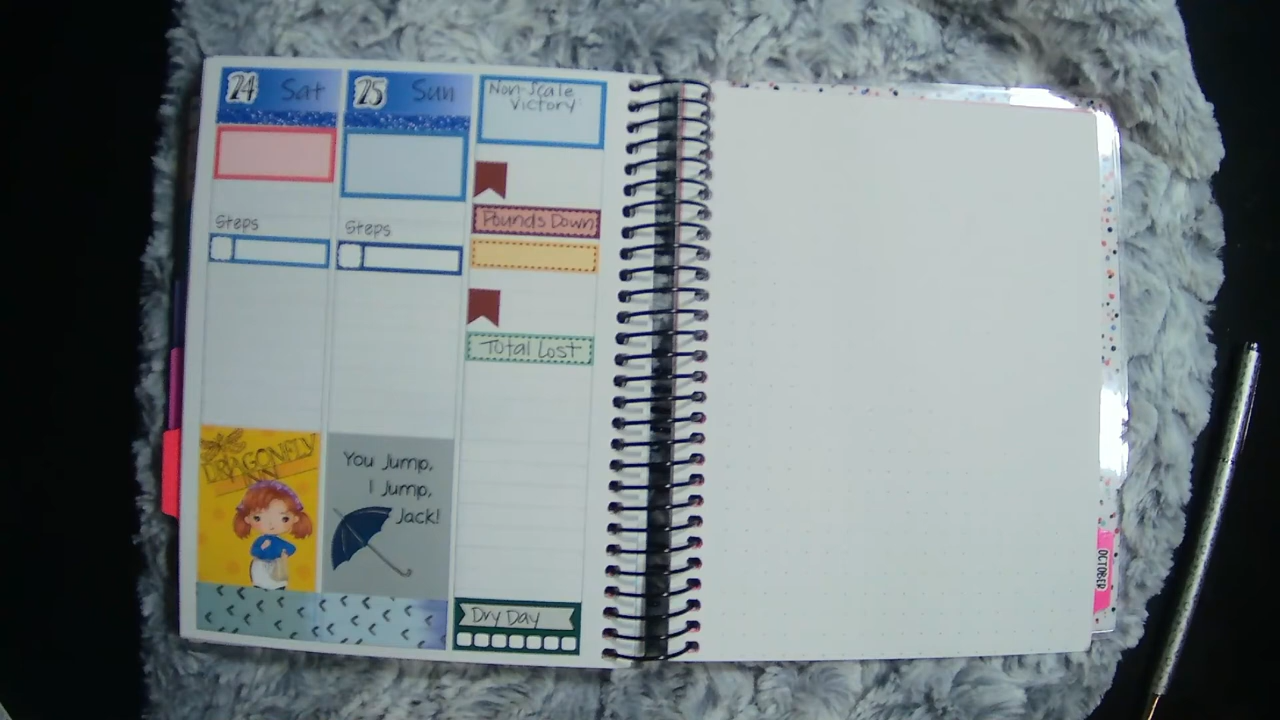 24 Sat
25 Sun
Non-Scale
Victory
Steps
Steps
Pounds Down
Total Lost
DRAGONFLY
INN
You Jump,
I Jump,
Jack!
Dry Day
OCTOBER